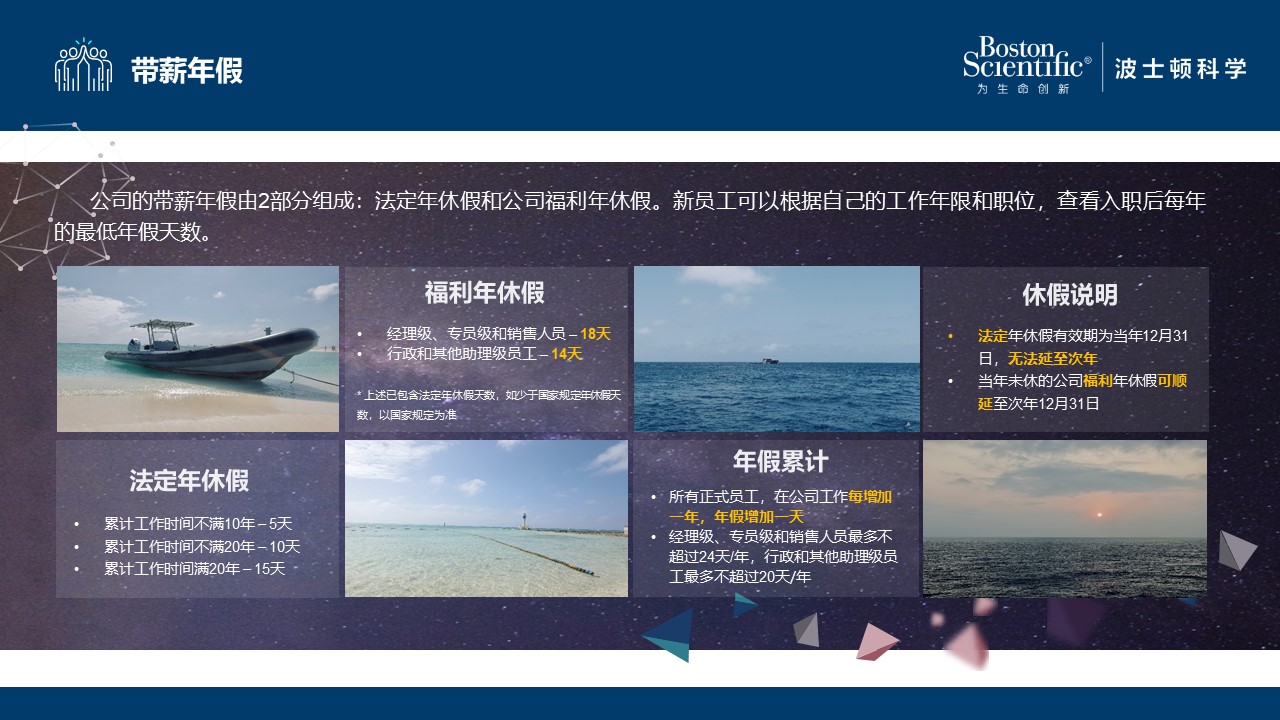 带薪年假
Boston
Scientific®
为生命创新
波士顿科学
公司的带薪年假由2部分组成：法定年休假和公司福利年休假。新员工可以根据自己的工作年限和职位，查看入职后每年
的最低年假天数。
法定年休假
• 累计工作时间不满10年 – 5天
• 累计工作时间不满20年 – 10天
• 累计工作时间满20年 – 15天
福利年休假
• 经理级、专员级和销售人员 – 18天
• 行政和其他助理级员工 – 14天
* 上述已包含法定年休假天数，如少于国家规定年休假天
数，以国家规定为准
年假累计
• 所有正式员工，在公司工作每增加
一年，年假增加一天
• 经理级、专员级和销售人员最多不
超过24天/年，行政和其他助理级员
工最多不超过20天/年
休假说明
• 法定年休假有效期为当年12月31
日，无法延至次年
• 当年未休的公司福利年休假可顺
延至次年12月31日